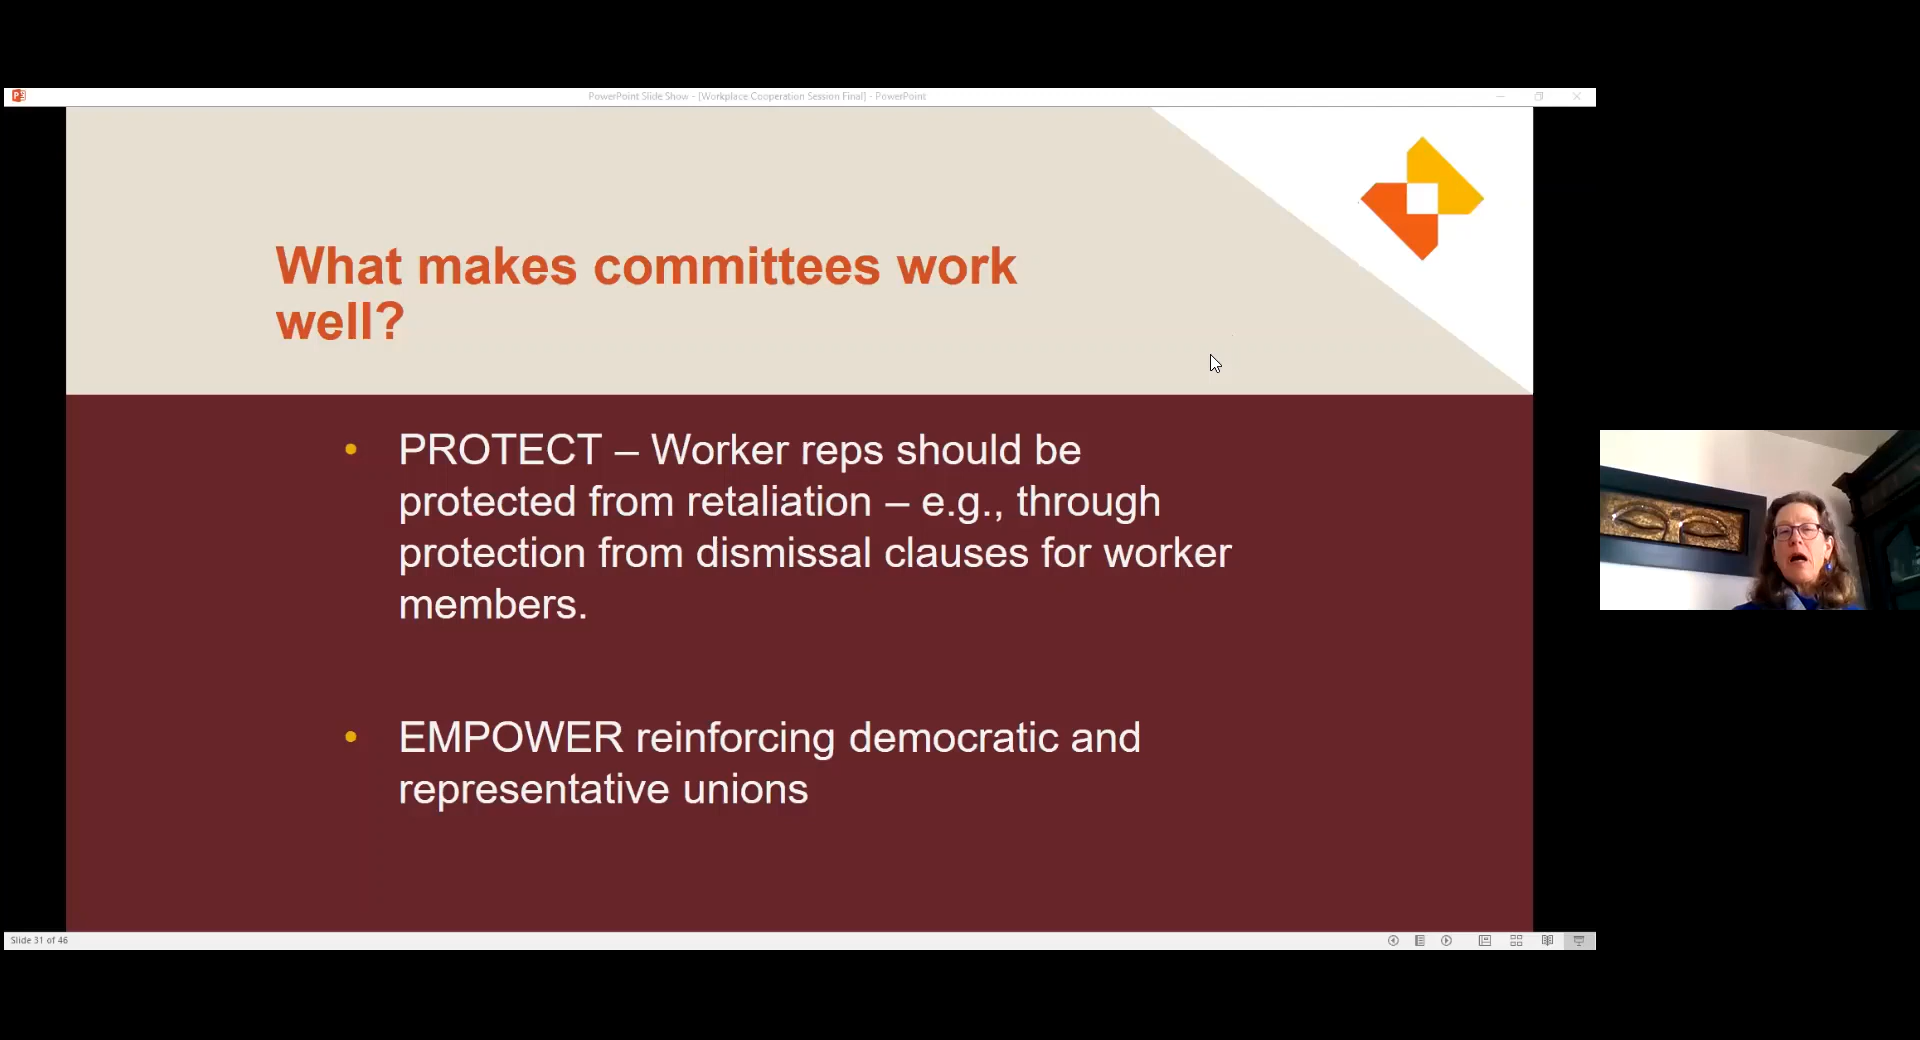 PowerPoint Slide Show - [Workplace Cooperation Session Final] - PowerPoint
What makes committees work
well?
• PROTECT – Worker reps should be
protected from retaliation – e.g., through
protection from dismissal clauses for worker
members.
• EMPOWER reinforcing democratic and
representative unions
Slide 31 of 46